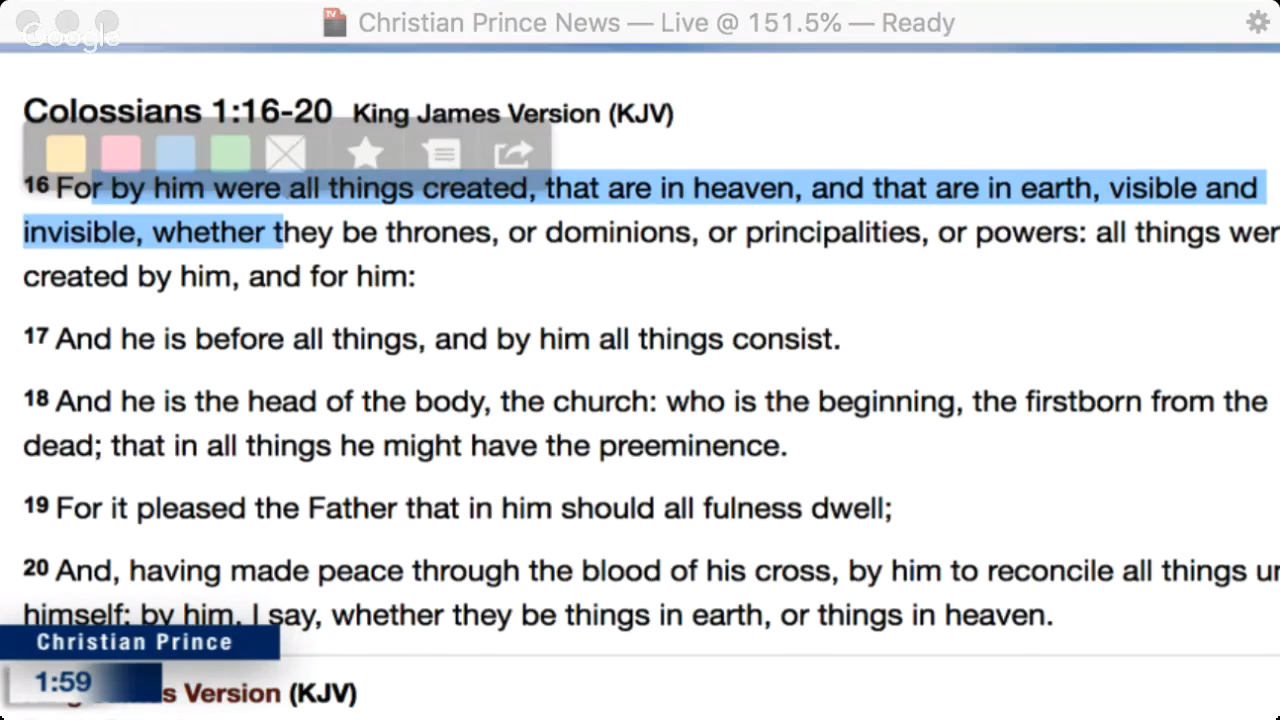 Christian Prince News — Live @ 151.5% — Ready
Google
Colossians 1:16-20 King James Version (KJV)
16 For by him were all things created, that are in heaven, and that are in earth, visible and
invisible, whether they be thrones, or dominions, or principalities, or powers: all things wer
created by him, and for him:
17 And he is before all things, and by him all things consist.
18 And he is the head of the body, the church: who is the beginning, the firstborn from the
dead; that in all things he might have the preeminence.
19 For it pleased the Father that in him should all fulness dwell;
20 And, having made peace through the blood of his cross, by him to reconcile all things
himself; by him, I say, whether they be things in earth, or things in heaven.
Christian Prince
1:59
s Version (KJV)